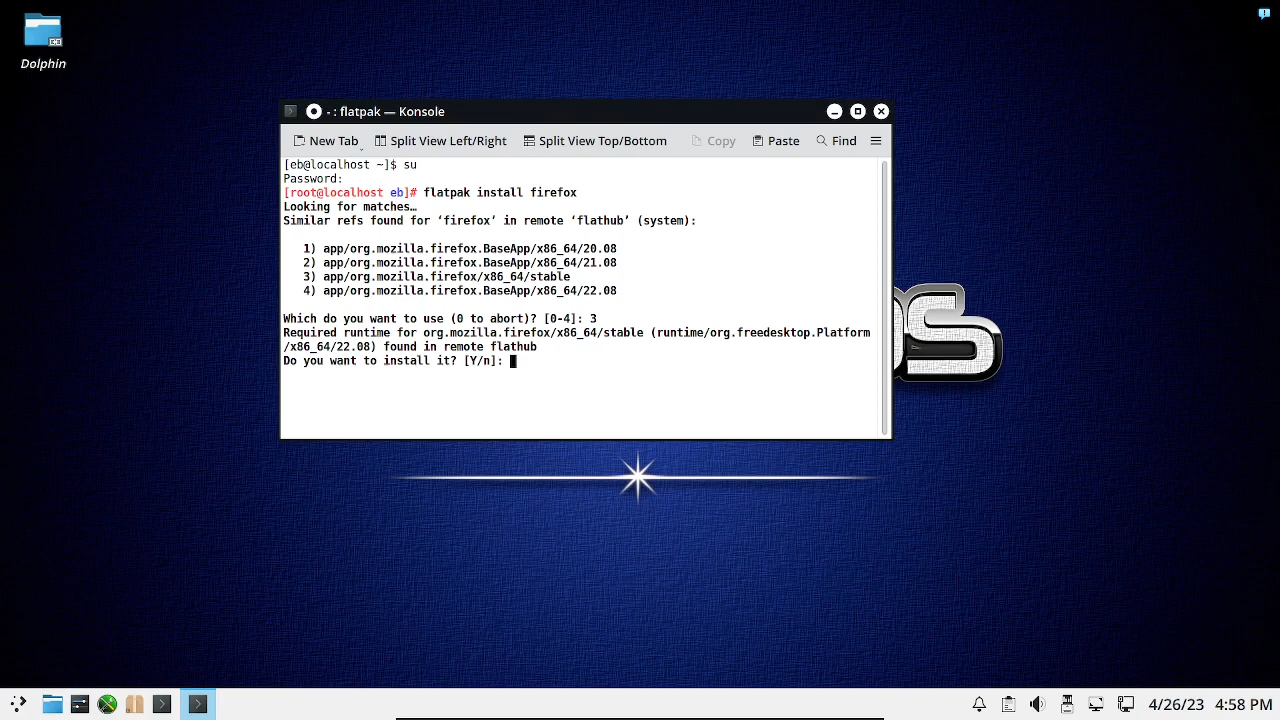 Dolphin
- : flatpak — Konsole
New Tab Split View Left/Right Split View Top/Bottom Copy Paste Find
[eb@localhost ~]$ su
Password:
[root@localhost eb]# flatpak install firefox
Looking for matches…
Similar refs found for ‘firefox’ in remote ‘flathub’ (system):
1) app/org.mozilla.firefox.BaseApp/x86_64/20.08
2) app/org.mozilla.firefox.BaseApp/x86_64/21.08
3) app/org.mozilla.firefox/x86_64/stable
4) app/org.mozilla.firefox.BaseApp/x86_64/22.08
Which do you want to use (0 to abort)? [0-4]: 3
Required runtime for org.mozilla.firefox/x86_64/stable (runtime/org.freedesktop.Platform
/x86_64/22.08) found in remote flathub
Do you want to install it? [Y/n]:
4/26/23 4:58 PM